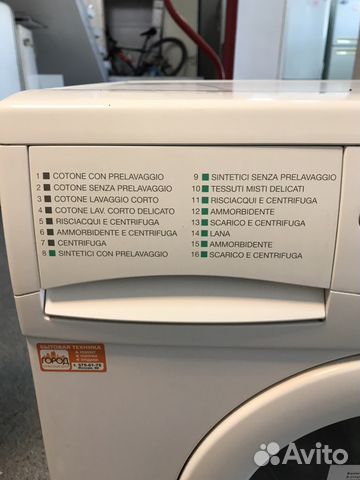 1 COTONE CON PRELAVAGGIO
2 COTONE SENZA PRELAVAGGIO
3 COTONE LAVAGGIO CORTO
4 COTONE LAV. CORTO DELICATO
5 RISCIACQUI E CENTRIFUGA
6 AMMORBIDENTE E CENTRIFUGA
7 CENTRIFUGA
8 SINTETICI CON PRELAVAGGIO
9 SINTETICI SENZA PRELAVAGGIO
10 TESSUTI MISTI DELICATI
11 RISCIACQUI E CENTRIFUGA
12 AMMORBIDENTE
13 SCARICO E CENTRIFUGA
14 LANA
15 AMMORBIDENTE
16 SCARICO E CENTRIFUGA
БЫТОВАЯ ТЕХНИКА
ГОРОД
Avito